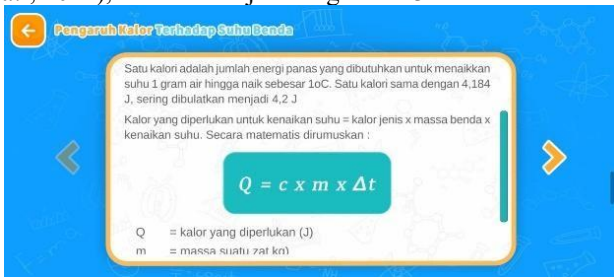 Pengaruh Kalor Terhadap Suhu Benda
Satu kalori adalah jumlah energi panas yang dibutuhkan untuk menaikkan
suhu 1 gram air hingga naik sebesar 1oC. Satu kalori sama dengan 4,184
J, sering dibulatkan menjadi 4,2 J
Kalor yang diperlukan untuk kenaikan suhu = kalor jenis x massa benda x
kenaikan suhu. Secara matematis dirumuskan :
Q = c x m x Δt
Q = kalor yang diperlukan (J)
m = massa suatu zat kg)